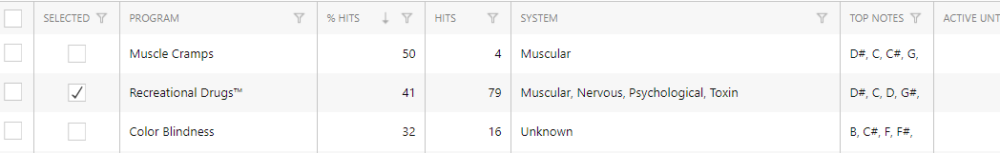 SELECTED PROGRAM % HITS HITS SYSTEM TOP NOTES ACTIVE UNT
Muscle Cramps 50 4 Muscular D#, C, C#, G,
Recreational Drugs™ 41 79 Muscular, Nervous, Psychological, Toxin D#, C, D, G#,
Color Blindness 32 16 Unknown B, C#, F, F#,